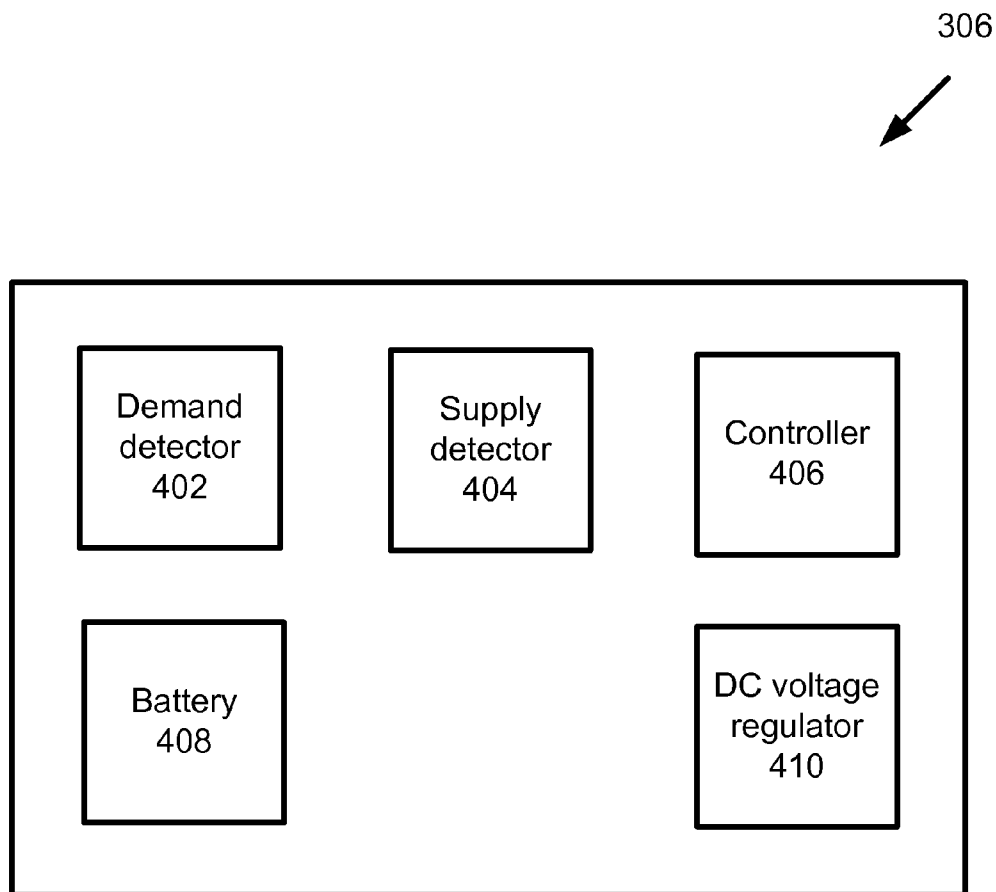 306
Demand
detector
402
Supply
detector
404
Controller
406
Battery
408
DC voltage
regulator
410